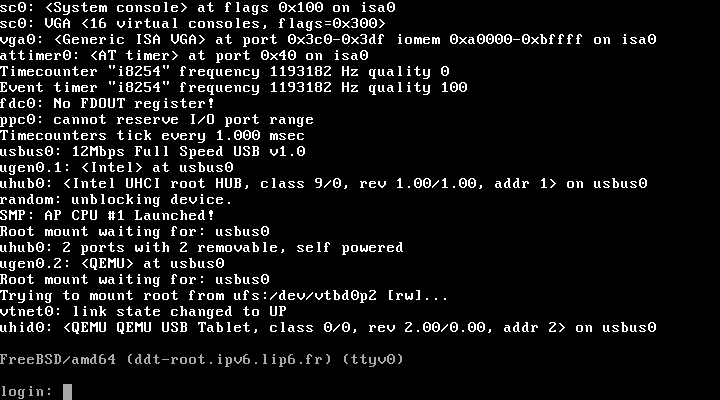 sc0: <System console> at flags 0x100 on isa0
sc0: VGA <16 virtual consoles, flags=0x300>
vga0: <Generic ISA VGA> at port 0x3c0-0x3df iomem 0xa0000-0xbffff on isa0
attimer0: <AT timer> at port 0x40 on isa0
Timecounter "i8254" frequency 1193182 Hz quality 0
Event timer "i8254" frequency 1193182 Hz quality 100
fdc0: No FDOUT register!
ppc0: cannot reserve I/O port range
Timecounters tick every 1.000 msec
usbus0: 12Mbps Full Speed USB v1.0
ugen0.1: <Intel> at usbus0
uhub0: <Intel UHCI root HUB, class 9/0, rev 1.00/1.00, addr 1> on usbus0
random: unblocking device.
SMP: AP CPU #1 Launched!
Root mount waiting for: usbus0
uhub0: 2 ports with 2 removable, self powered
ugen0.2: <QEMU> at usbus0
Root mount waiting for: usbus0
Trying to mount root from ufs:/dev/vtbd0p2 [rw]...
vtnet0: link state changed to UP
uhid0: <QEMU QEMU USB Tablet, class 0/0, rev 2.00/0.00, addr 2> on usbus0
FreeBSD/amd64 (ddt-root.ipv6.lip6.fr) (ttyv0)
login: